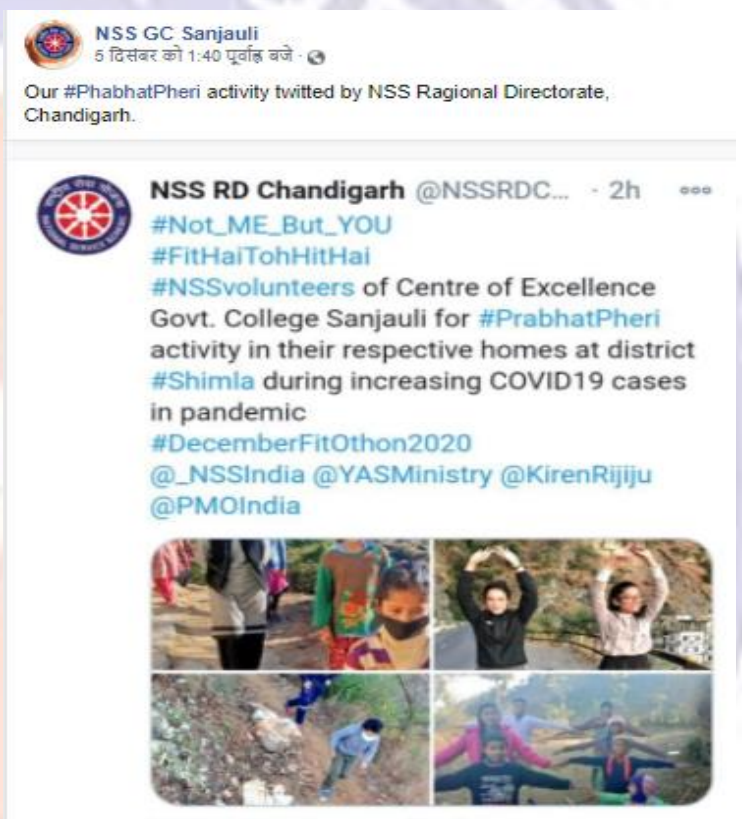 NSS GC Sanjauli
5 दिसंबर को 1:40 पूर्वाह्न बजे ·
Our #PhabhatPheri activity twitted by NSS Ragional Directorate,
Chandigarh.
NSS RD Chandigarh @NSSRDC... · 2h
#Not_ME_But_YOU
#FitHaiTohHitHai
#NSSvolunteers of Centre of Excellence
Govt. College Sanjauli for #PrabhatPheri
activity in their respective homes at district
#Shimla during increasing COVID19 cases
in pandemic
#DecemberFitOthon2020
@_NSSIndia @YASMinistry @KirenRijiju
@PMOIndia